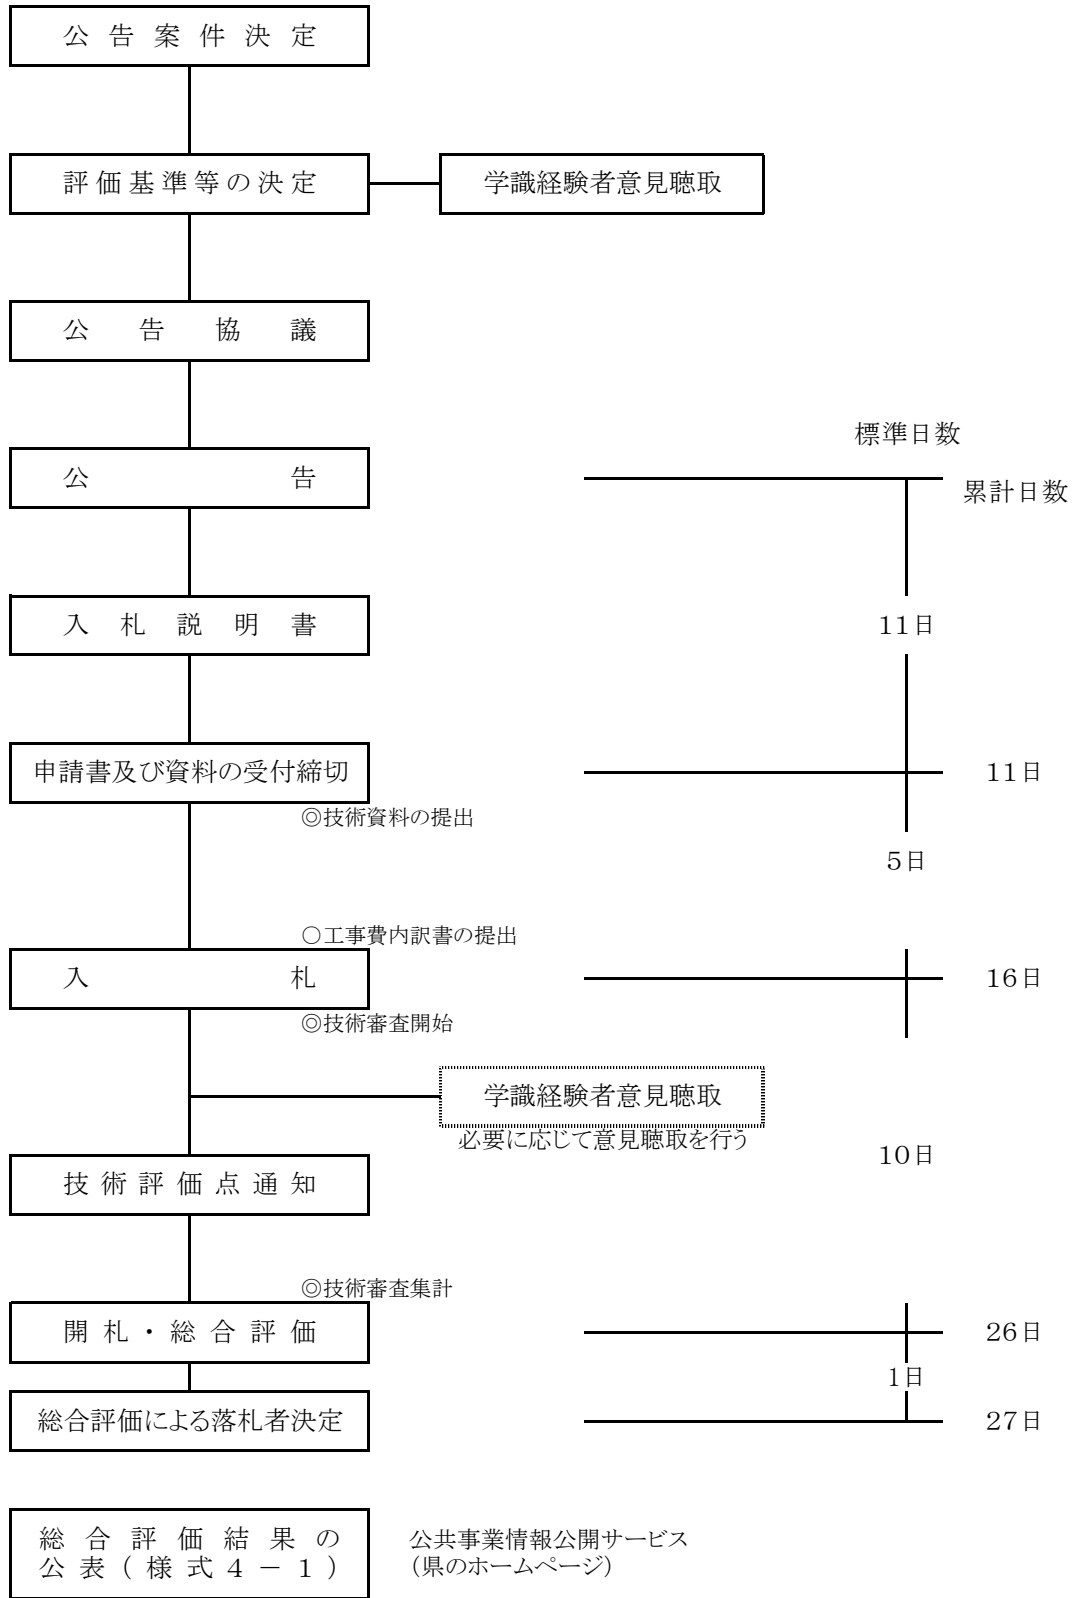 公告案件決定
評価基準等の決定
学識経験者意見聴取
公告協議
標準日数
公告
累計日数
入札説明書
11日
申請書及び資料の受付締切
11日
◎技術資料の提出
5日
○工事費内訳書の提出
入札
16日
◎技術審査開始
学識経験者意見聴取
必要に応じて意見聴取を行う
10日
技術評価点通知
◎技術審査集計
開札・総合評価
26日
1日
総合評価による落札者決定
27日
総合評価結果の
公表(様式4-1)
公共事業情報公開サービス
(県のホームページ)